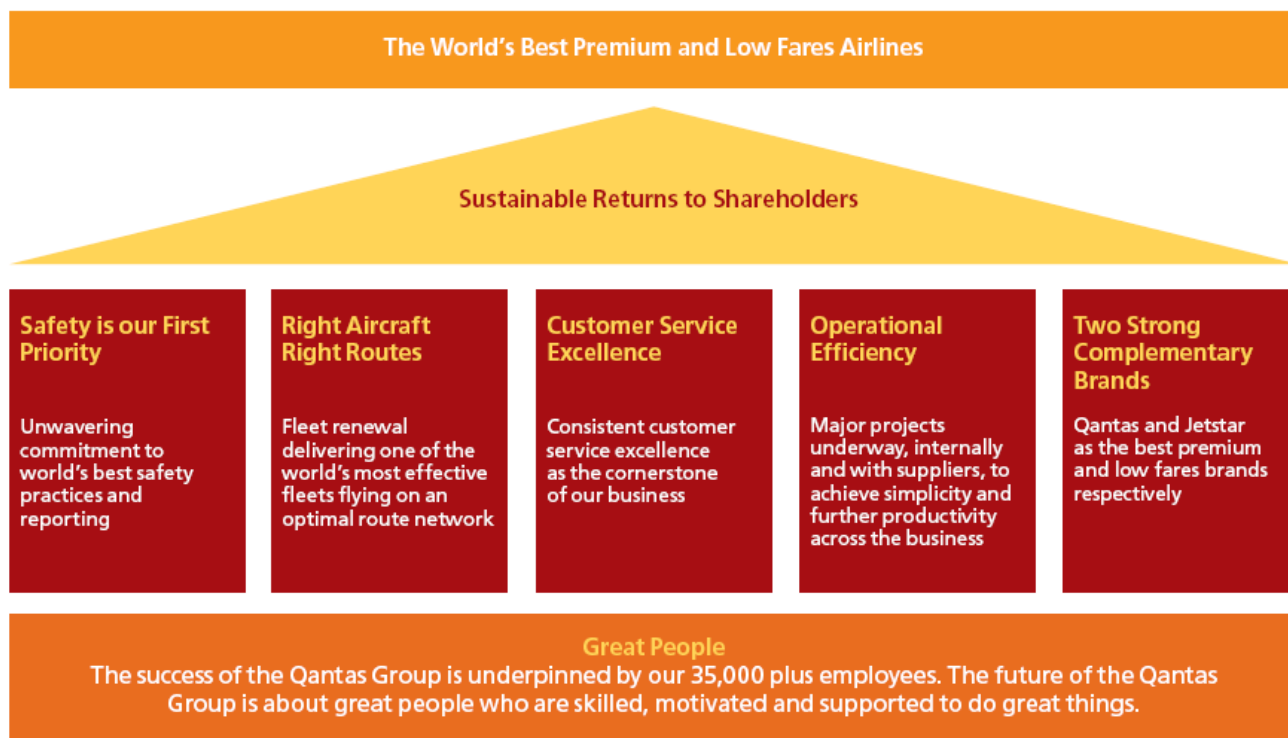 The World's Best Premium and Low Fares Airlines
Sustainable Returns to Shareholders
Safety is our First
Priority
Unwavering
commitment to
world's best safety
practices and
reporting
Right Aircraft
Right Routes
Fleet renewal
delivering one of the
world's most effective
fleets flying on an
optimal route network
Customer Service
Excellence
Consistent customer
service excellence
as the cornerstone
of our business
Operational
Efficiency
Major projects
underway, internally
and with suppliers, to
achieve simplicity and
further productivity
across the business
Two Strong
Complementary
Brands
Qantas and Jetstar
as the best premium
and low fares brands
respectively
Great People
The success of the Qantas Group is underpinned by our 35,000 plus employees. The future of the Qantas
Group is about great people who are skilled, motivated and supported to do great things.